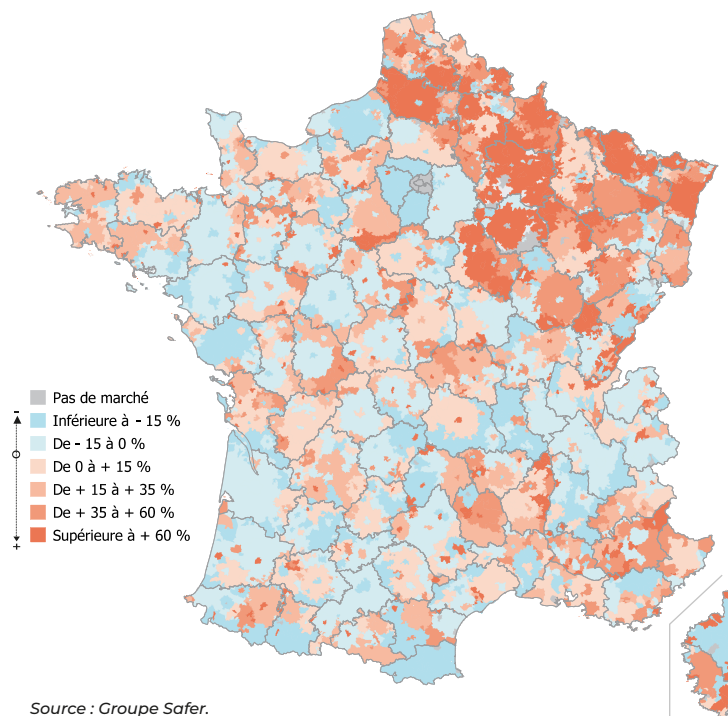 Pas de marché
Inférieure à - 15 %
De - 15 à 0 %
De 0 à + 15 %
De + 15 à + 35 %
De + 35 à + 60 %
Supérieure à + 60 %
-
0
+
Source : Groupe Safer.